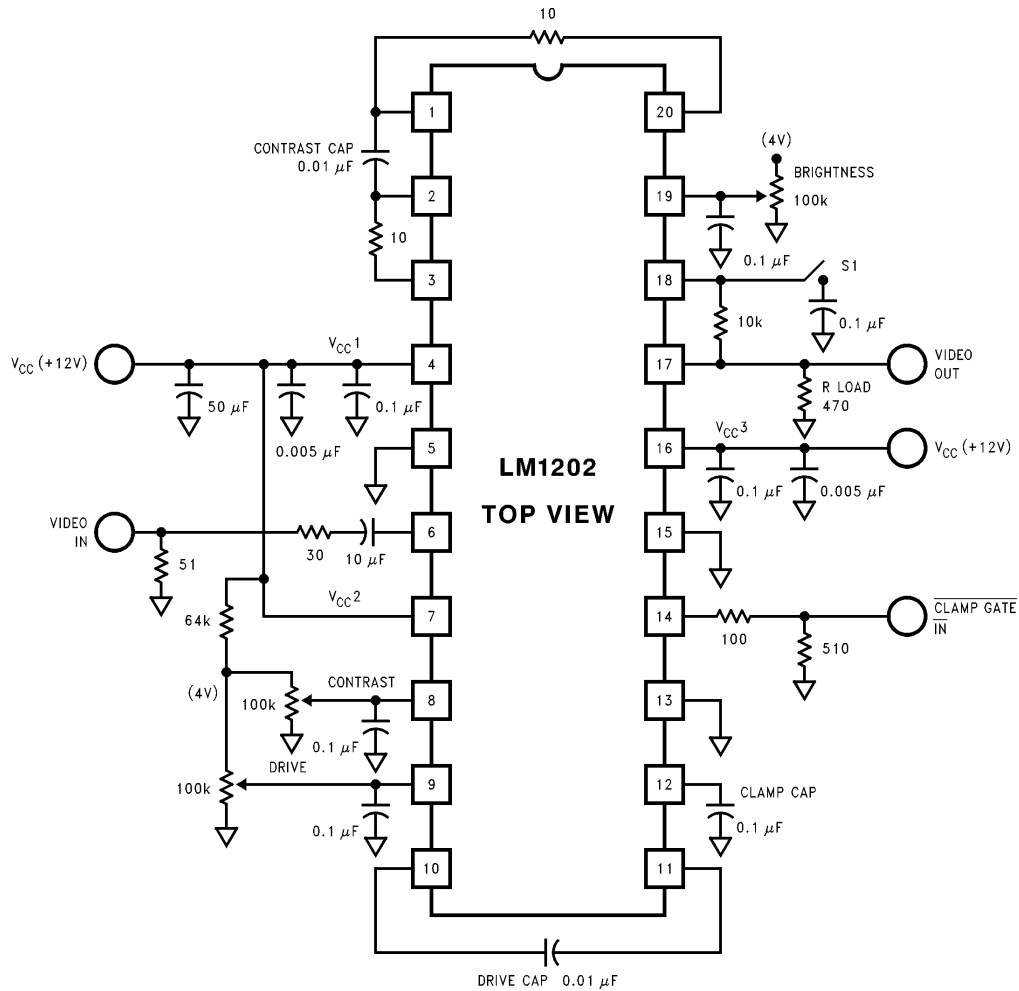 10
1
20
CONTRAST CAP
0.01 μF
(4V)
BRIGHTNESS
100k
2
19
10
0.1 μF
3
18
S1
10k
0.1 μF
VCC (+12V)
VCC1
4
17
VIDEO
OUT
50 μF
0.005 μF
0.1 μF
R LOAD
470
5
LM1202
TOP VIEW
16
VCC3
VCC (+12V)
0.1 μF
0.005 μF
VIDEO
IN
51
30
10 μF
6
15
64k
VCC2
7
14
100
510
CLAMP GATE
IN
(4V)
100k
CONTRAST
8
13
0.1 μF
DRIVE
100k
9
12
CLAMP CAP
0.1 μF
0.1 μF
10
11
DRIVE CAP 0.01 μF